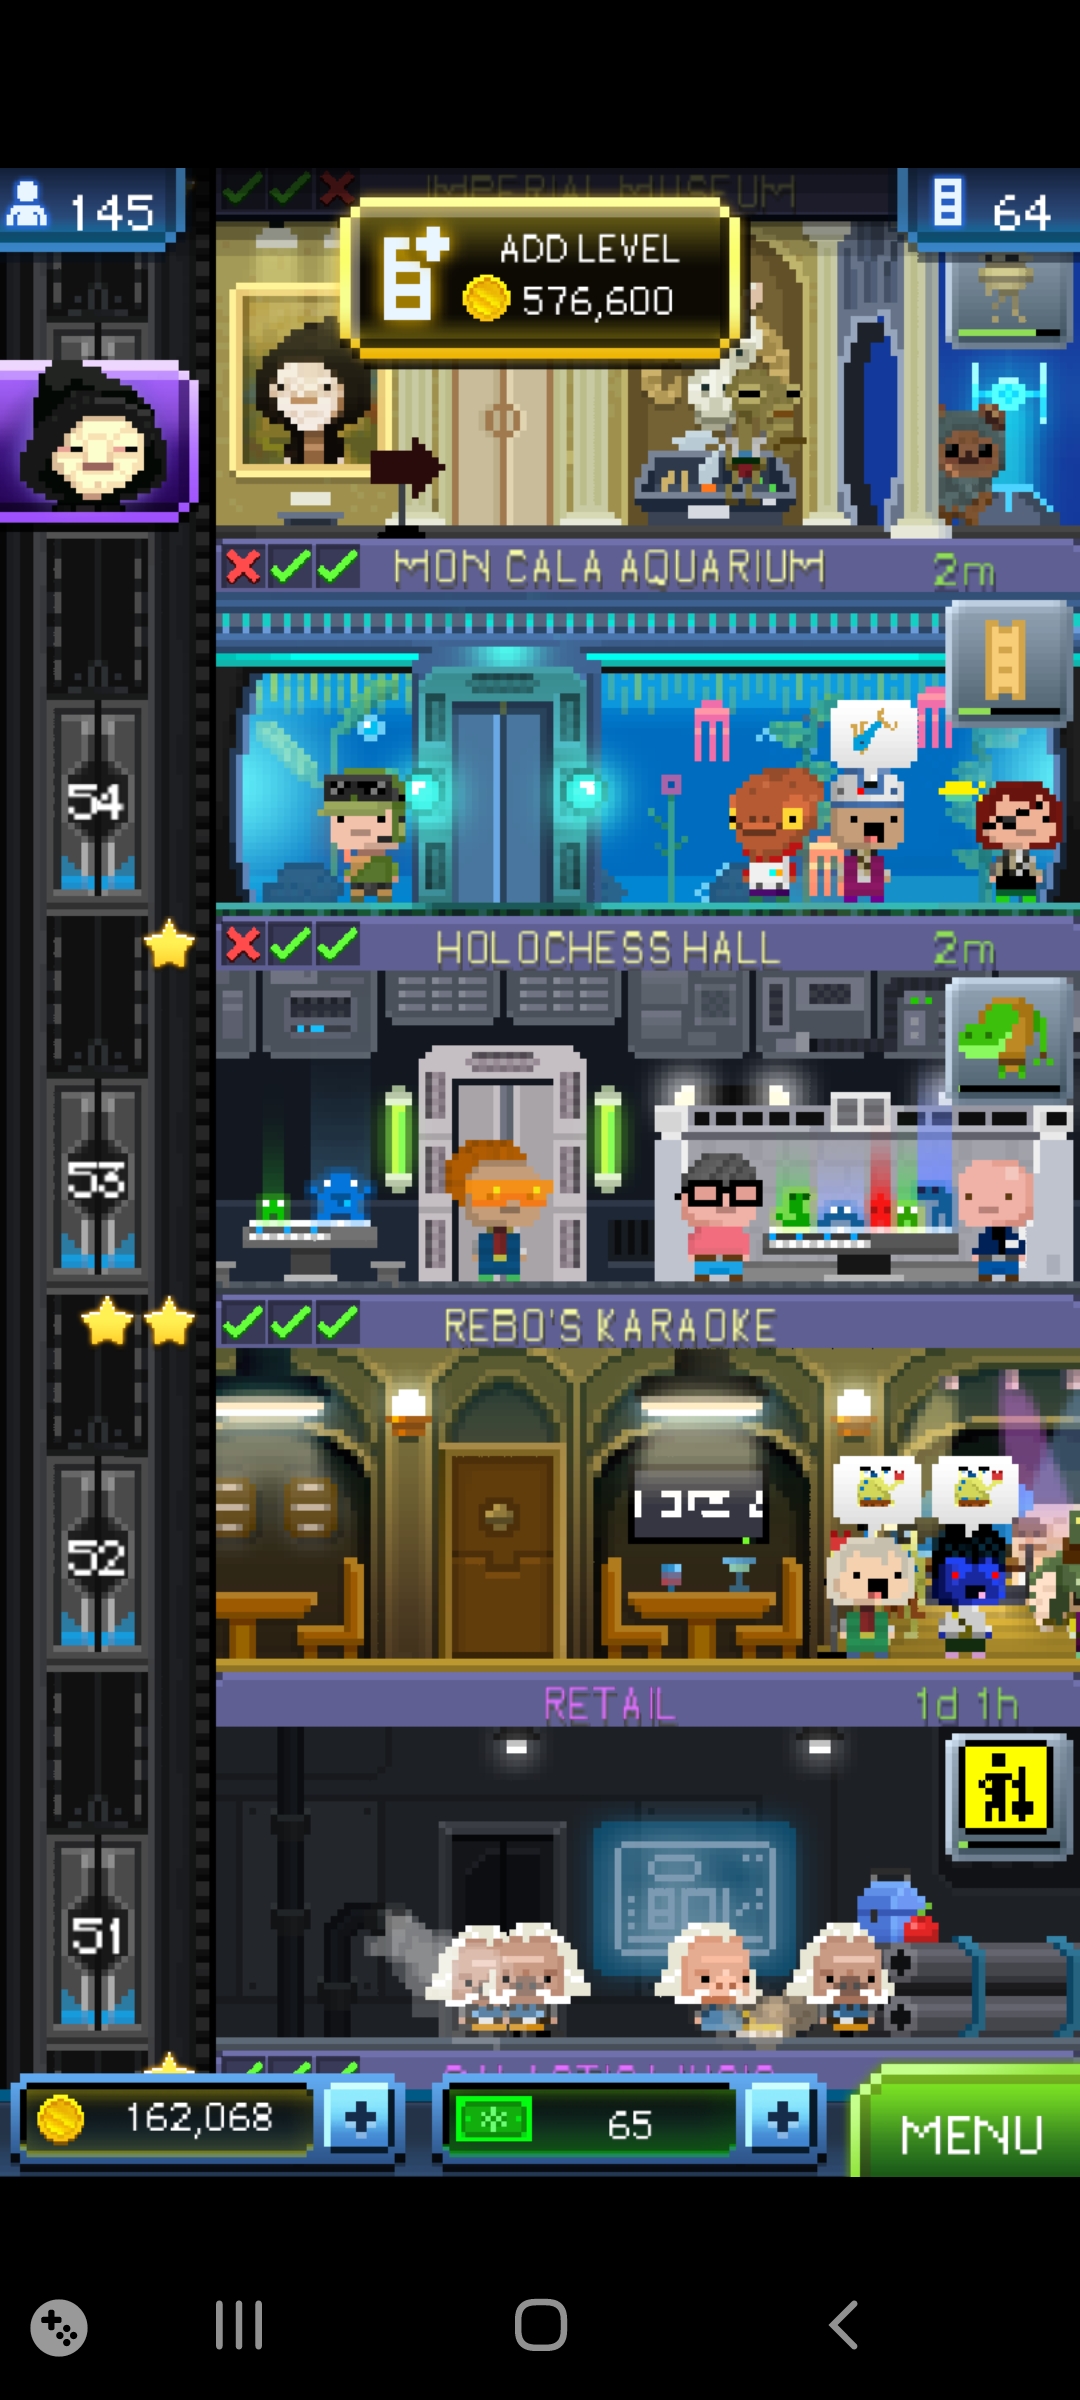 IMPERIAL MUSEUM
145
64
ADD LEVEL
576,600
MON CALA AQUARIUM 2m
54
HOLOCHESS HALL 2m
53
REBO'S KARAOKE
52
RETAIL 1d 1h
51
162,068
65
MENU